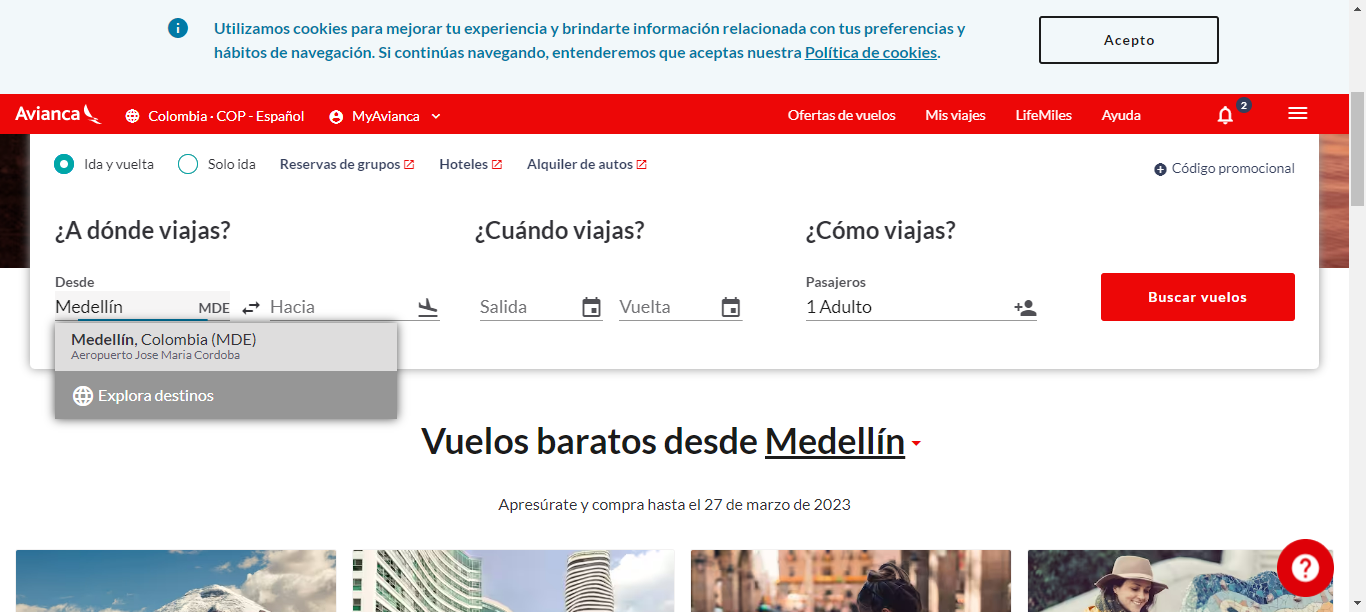 Utilizamos cookies para mejorar tu experiencia y brindarte información relacionada con tus preferencias y
hábitos de navegación. Si continúas navegando, entenderemos que aceptas nuestra Política de cookies.
Acepto
Avianca
Colombia · COP - Español
MyAvianca
Ofertas de vuelos
Mis viajes
LifeMiles
Ayuda
2
Ida y vuelta
Solo ida
Reservas de grupos
Hoteles
Alquiler de autos
Código promocional
¿A dónde viajas?
¿Cuándo viajas?
¿Cómo viajas?
Desde
Pasajeros
Medellín MDE
Hacia
Salida
Vuelta
1 Adulto
Buscar vuelos
Medellín, Colombia (MDE)
Aeropuerto Jose Maria Cordoba
Explora destinos
Vuelos baratos desde Medellín
Apresúrate y compra hasta el 27 de marzo de 2023
?